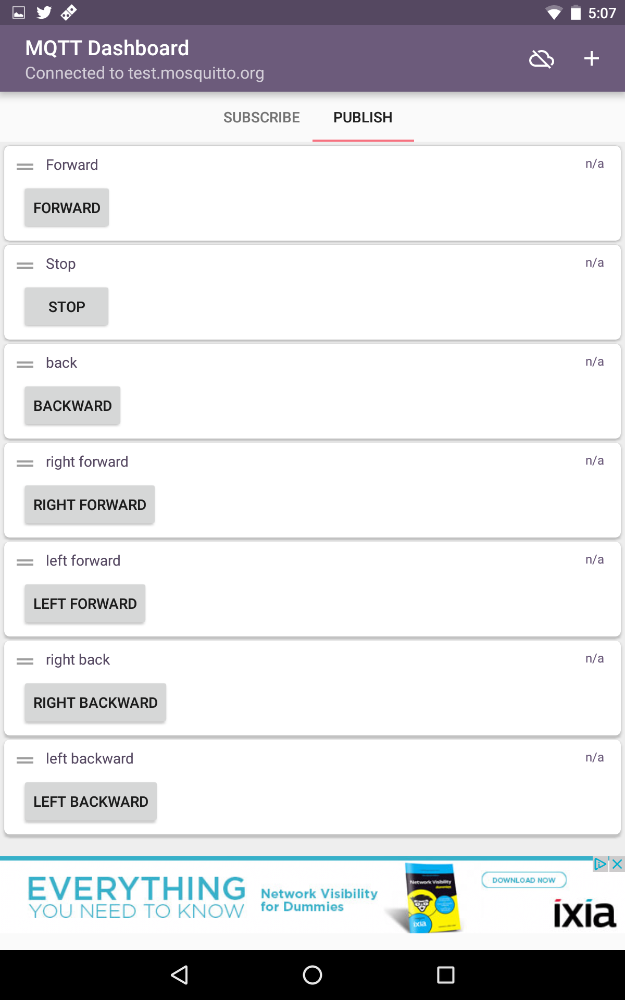 5:07
MQTT Dashboard
Connected to test.mosquitto.org
SUBSCRIBE PUBLISH
Forward n/a
FORWARD
Stop n/a
STOP
back n/a
BACKWARD
right forward n/a
RIGHT FORWARD
left forward n/a
LEFT FORWARD
right back n/a
RIGHT BACKWARD
left backward n/a
LEFT BACKWARD
EVERYTHING
YOU NEED TO KNOW
Network Visibility
for Dummies
Network Visibility
dummies
ixia
DOWNLOAD NOW
ixia